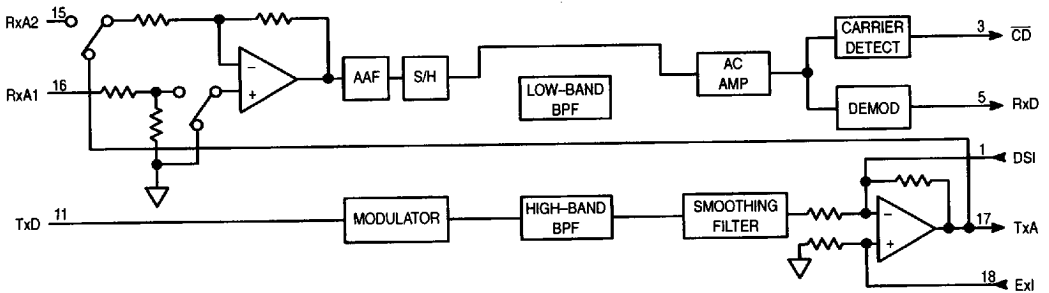 RxA2 15
RxA1 16
−
+
AAF
S/H
LOW–BAND
BPF
AC
AMP
CARRIER
DETECT
3 CD
DEMOD
5 RxD
1 DSI
TxD 11
MODULATOR
HIGH–BAND
BPF
SMOOTHING
FILTER
−
+
17 TxA
18 ExI